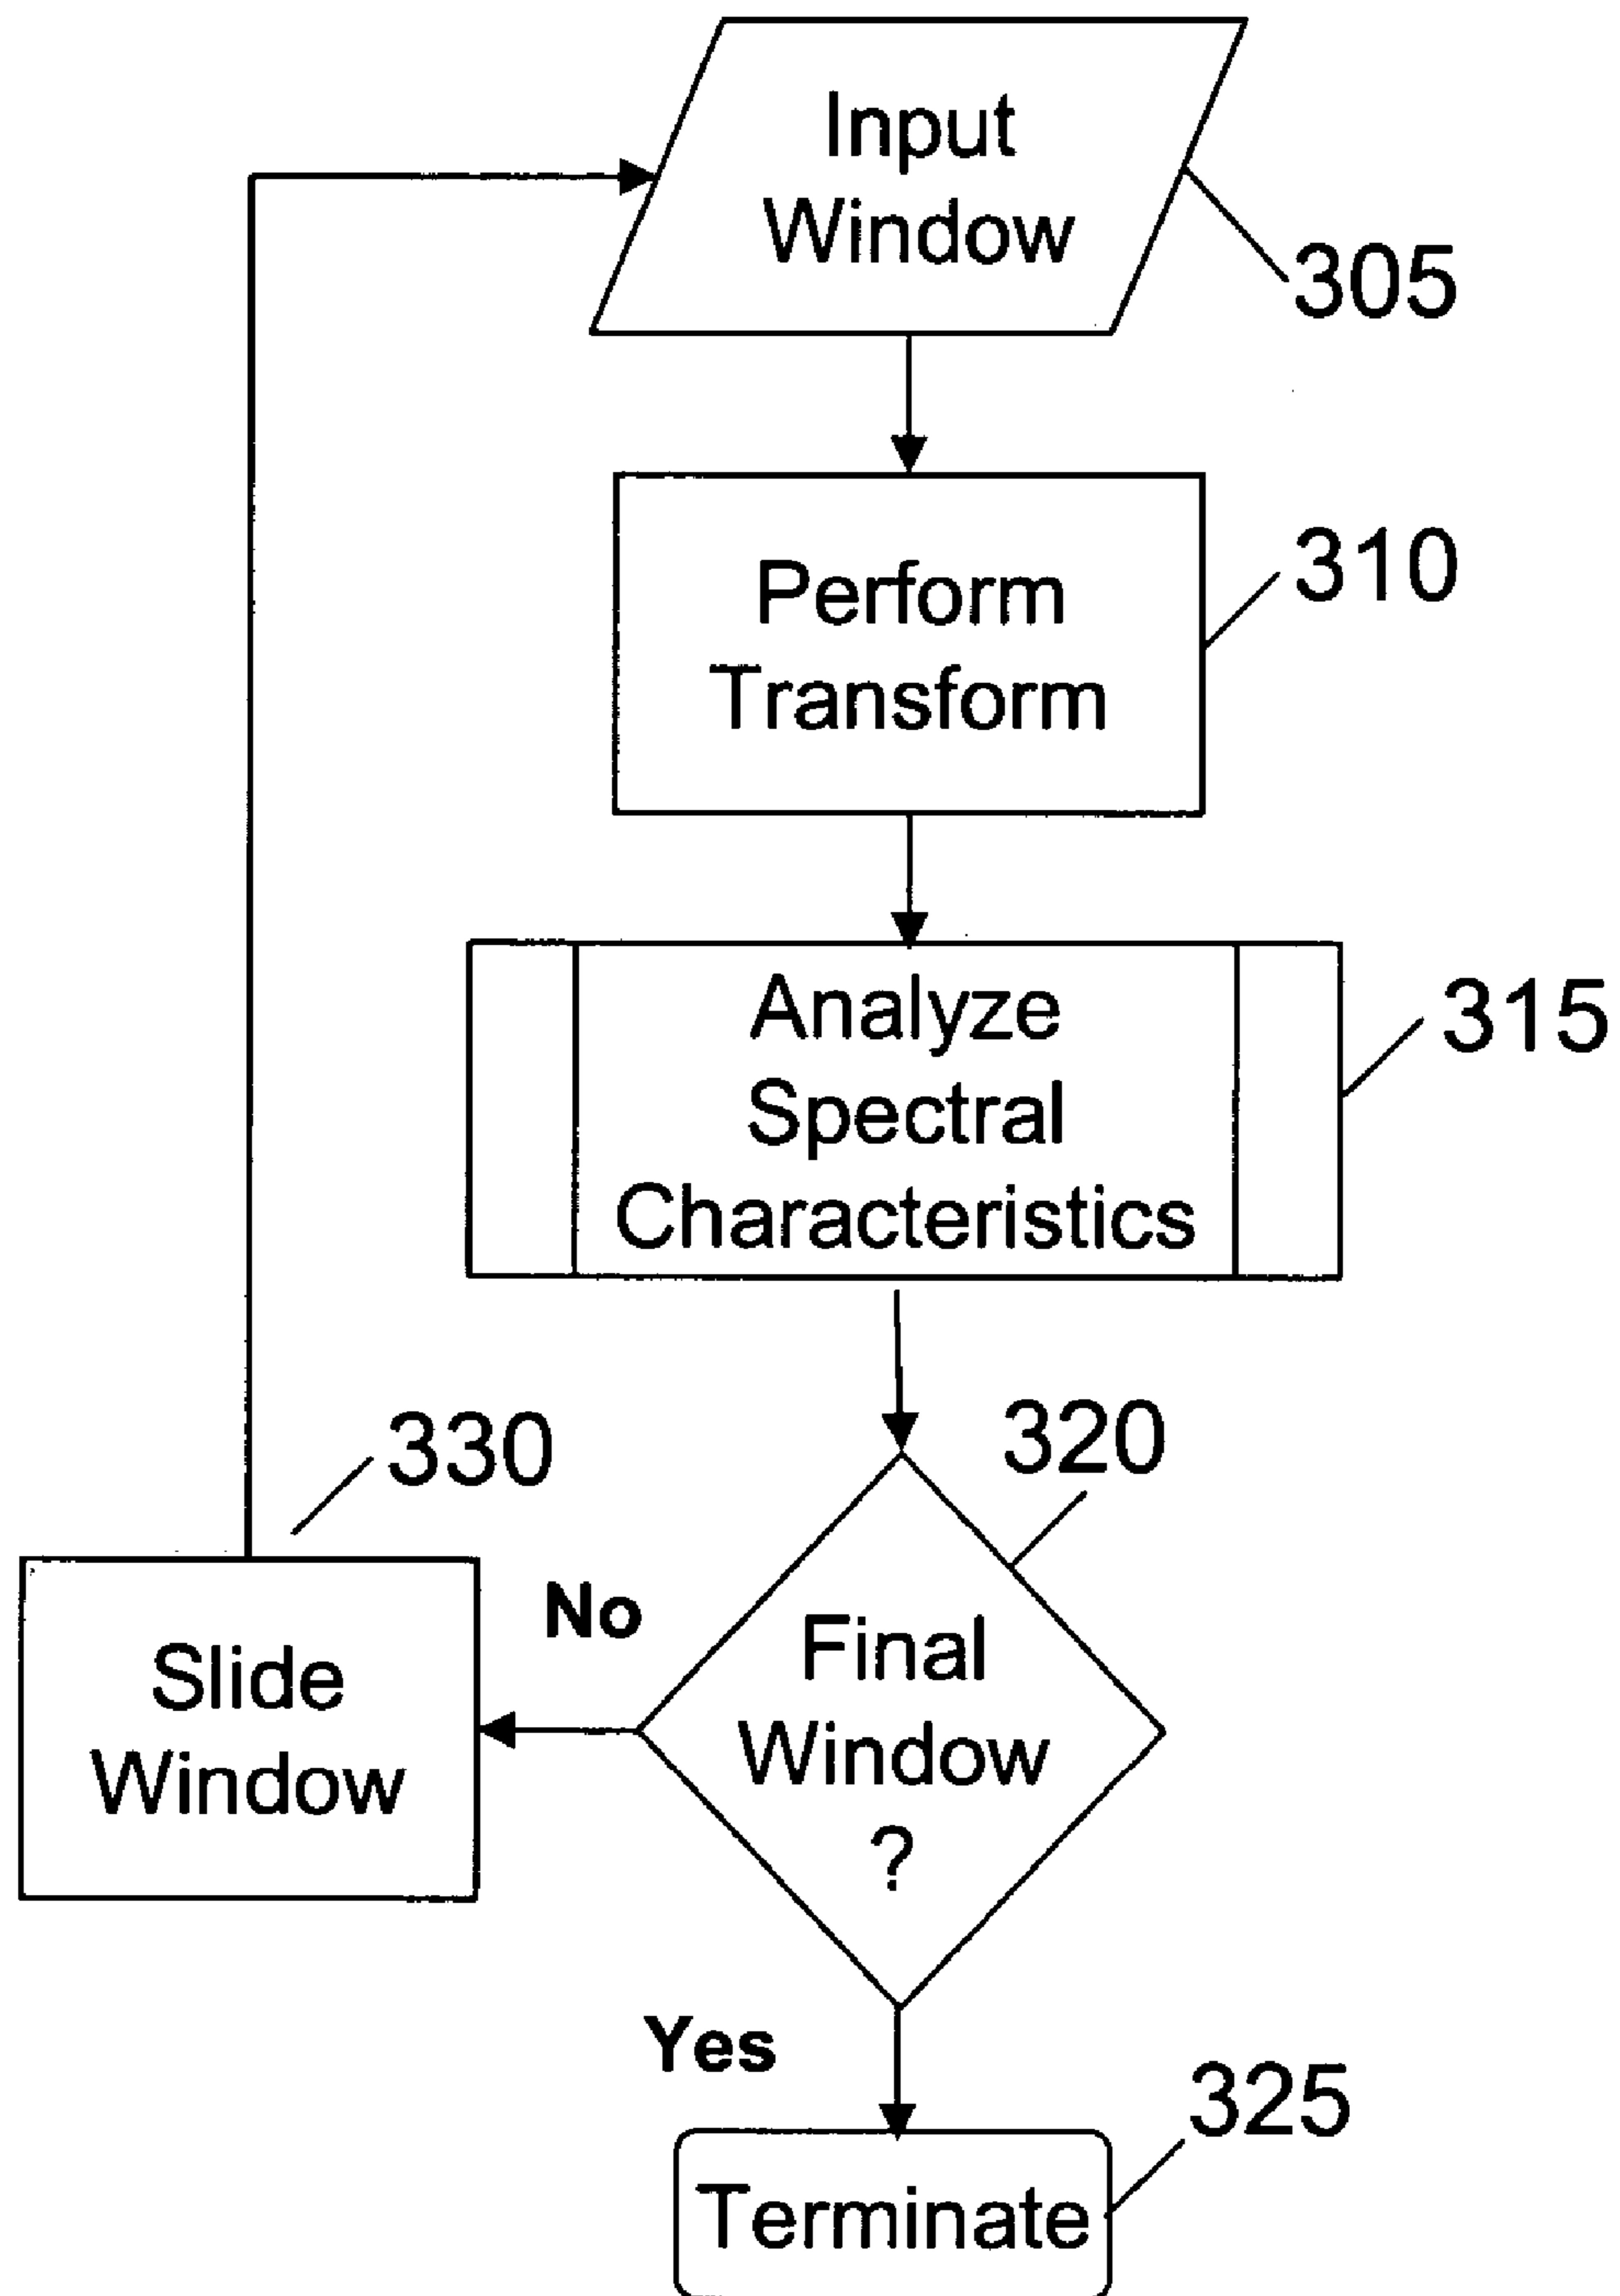 Input
Window
305
Perform
Transform
310
Analyze
Spectral
Characteristics
315
330
320
No
Slide
Window
Final
Window
?
Yes
325
Terminate